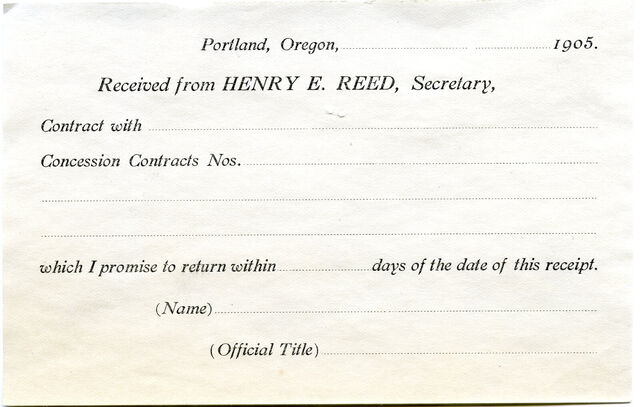 Portland, Oregon, 1905.
Received from HENRY E. REED, Secretary,
Contract with
Concession Contracts Nos.
which I promise to return within days of the date of this receipt.
(Name)
(Official Title)